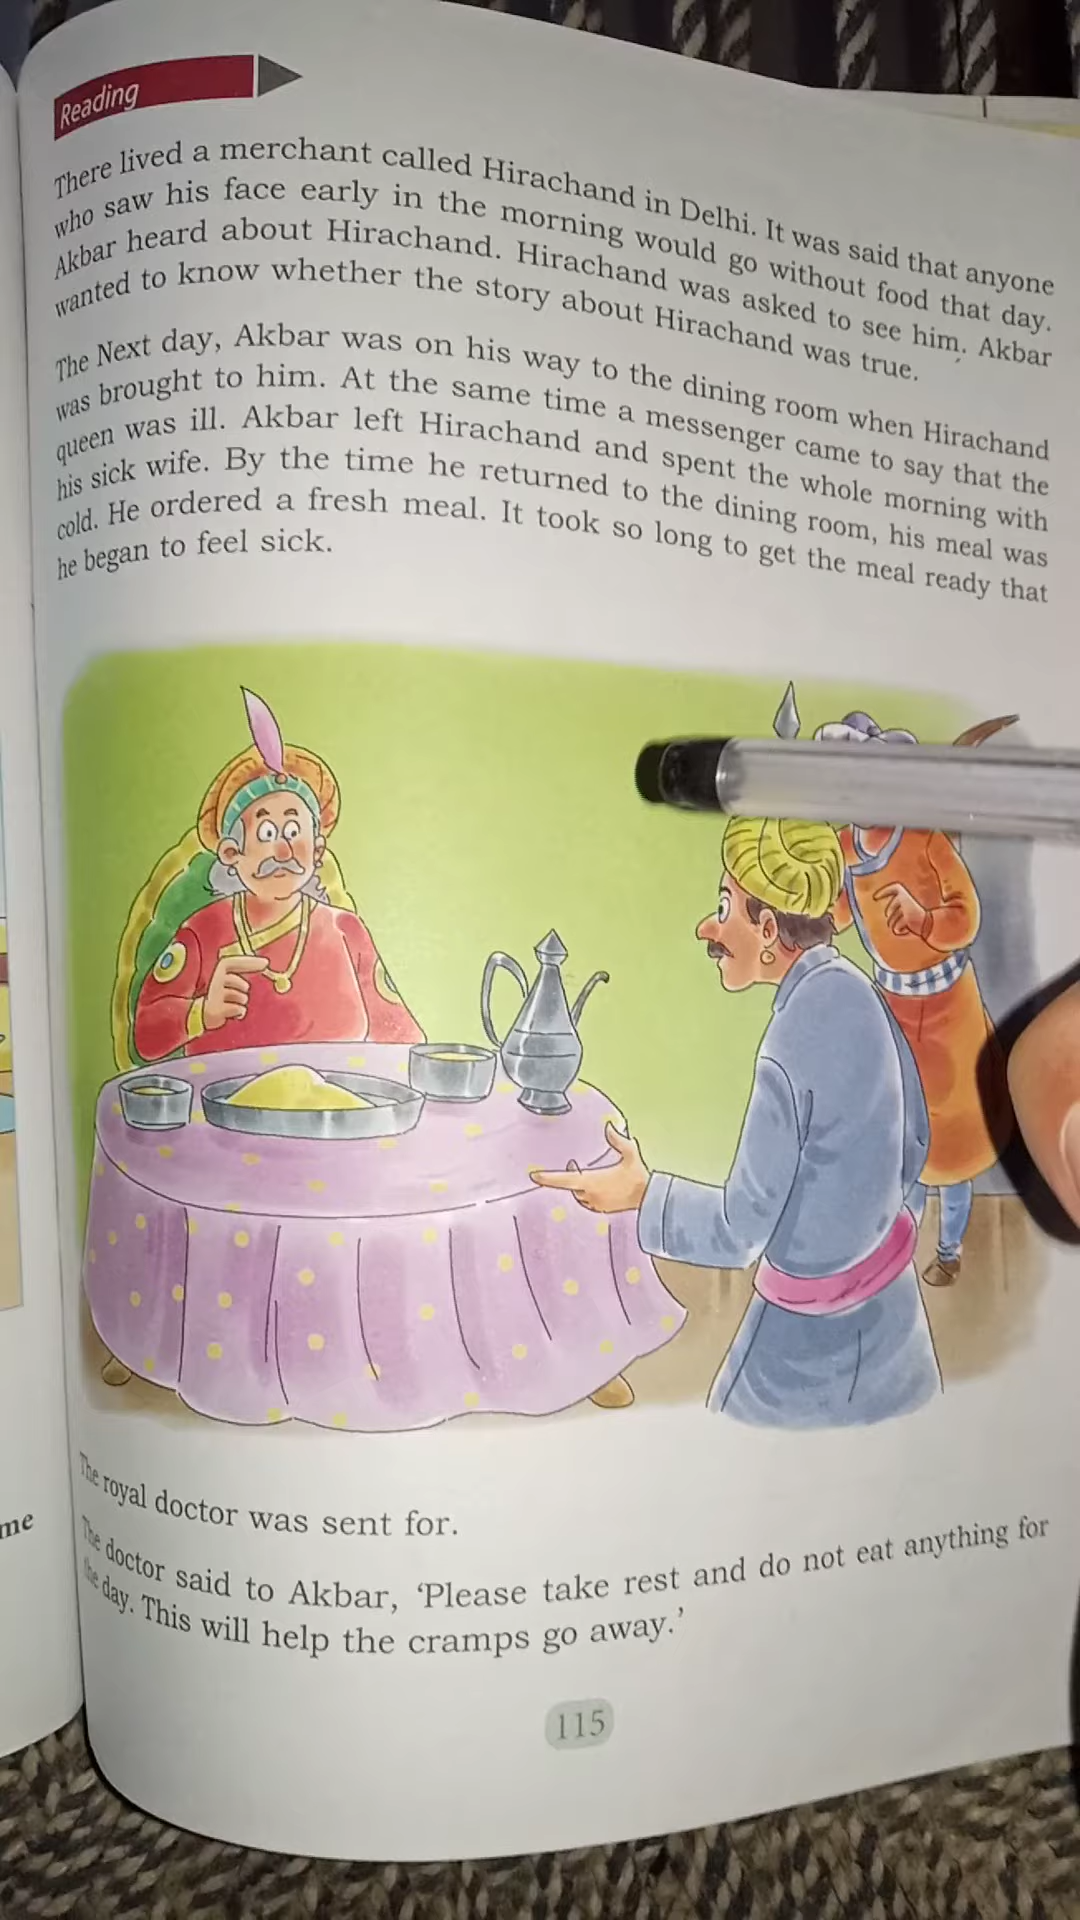 Reading
There lived a merchant called Hirachand in Delhi. It was said that anyone
who saw his face early in the morning would go without food that day.
Akbar heard about Hirachand. Hirachand was asked to see him. Akbar
wanted to know whether the story about Hirachand was true.
The Next day, Akbar was on his way to the dining room when Hirachand
was brought to him. At the same time a messenger came to say that the
queen was ill. Akbar left Hirachand and spent the whole morning with
his sick wife. By the time he returned to the dining room, his meal was
cold. He ordered a fresh meal. It took so long to get the meal ready that
he began to feel sick.
The royal doctor was sent for.
me
The doctor said to Akbar, ‘Please take rest and do not eat anything for
the day. This will help the cramps go away.’
115